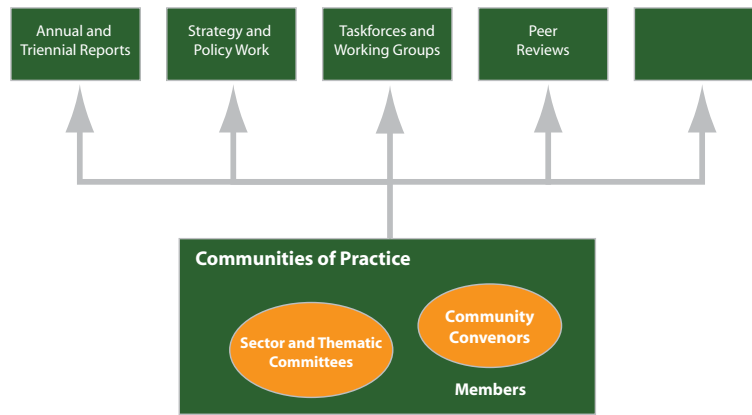 Annual and
Triennial Reports
Strategy and
Policy Work
Taskforces and
Working Groups
Peer
Reviews
Communities of Practice
Sector and Thematic
Committees
Community
Convenors
Members